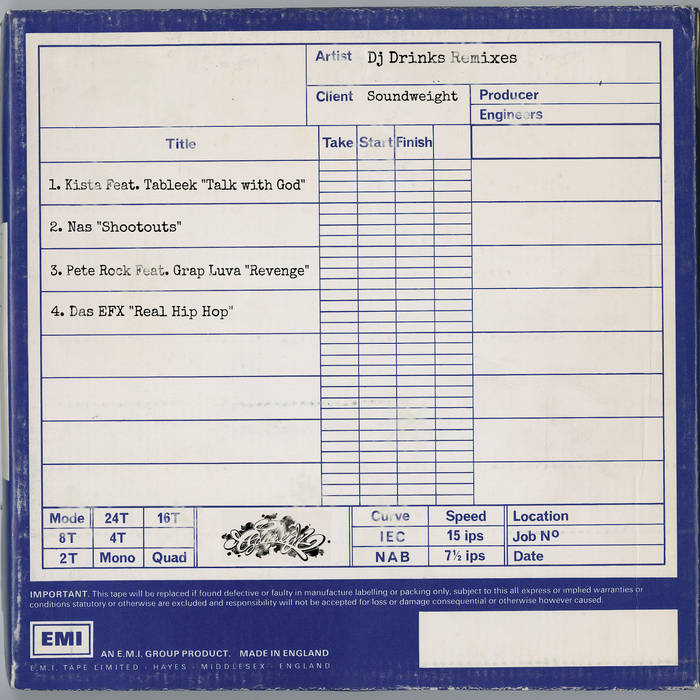 Artist Dj Drinks Remixes
Client Soundweight
Producer
Engineers
Title Take Start Finish
1. Kista Feat. Tableek "Talk with God"
2. Nas "Shootouts"
3. Pete Rock Feat. Grap Luva "Revenge"
4. Das EFX "Real Hip Hop"
Mode 24T 16T
8T 4T
2T Mono Quad
Curve Speed
IEC 15 ips
NAB 7½ ips
Location
Job Nº
Date
IMPORTANT. This tape will be replaced if found defective or faulty in manufacture labelling or packing only, subject to this all express or implied warranties or
conditions statutory or otherwise are excluded and responsibility will not be accepted for loss or damage consequential or otherwise however caused.
EMI
AN E.M.I. GROUP PRODUCT. MADE IN ENGLAND
E.M.I. TAPE LIMITED · HAYES · MIDDLESEX · ENGLAND